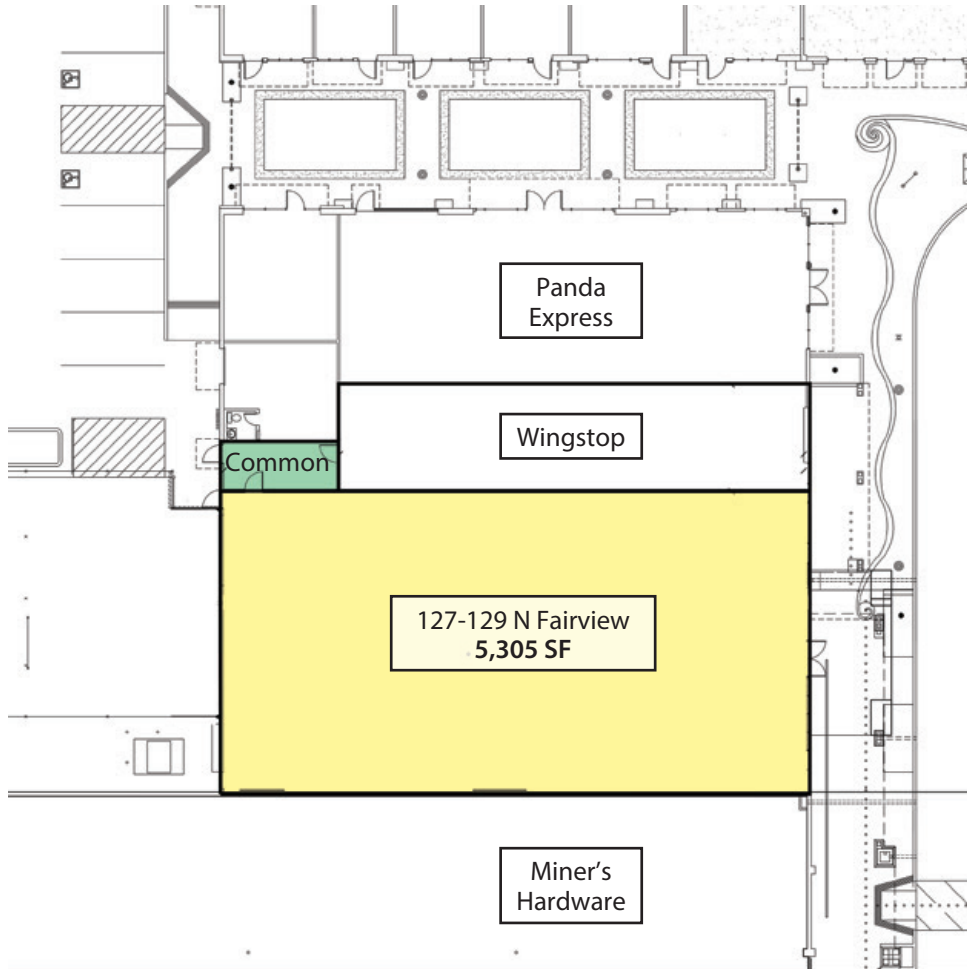 Panda
Express
Wingstop
Common
127-129 N Fairview
5,305 SF
Miner's
Hardware